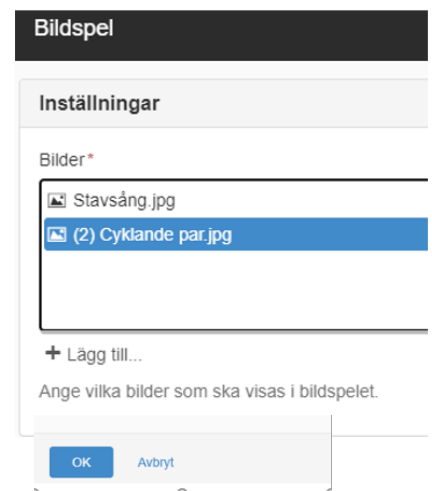 Bildspel
Inställningar
Bilder*
Stavsång.jpg
(2) Cyklande par.jpg
+ Lägg till...
Ange vilka bilder som ska visas i bildspelet.
OK Avbryt